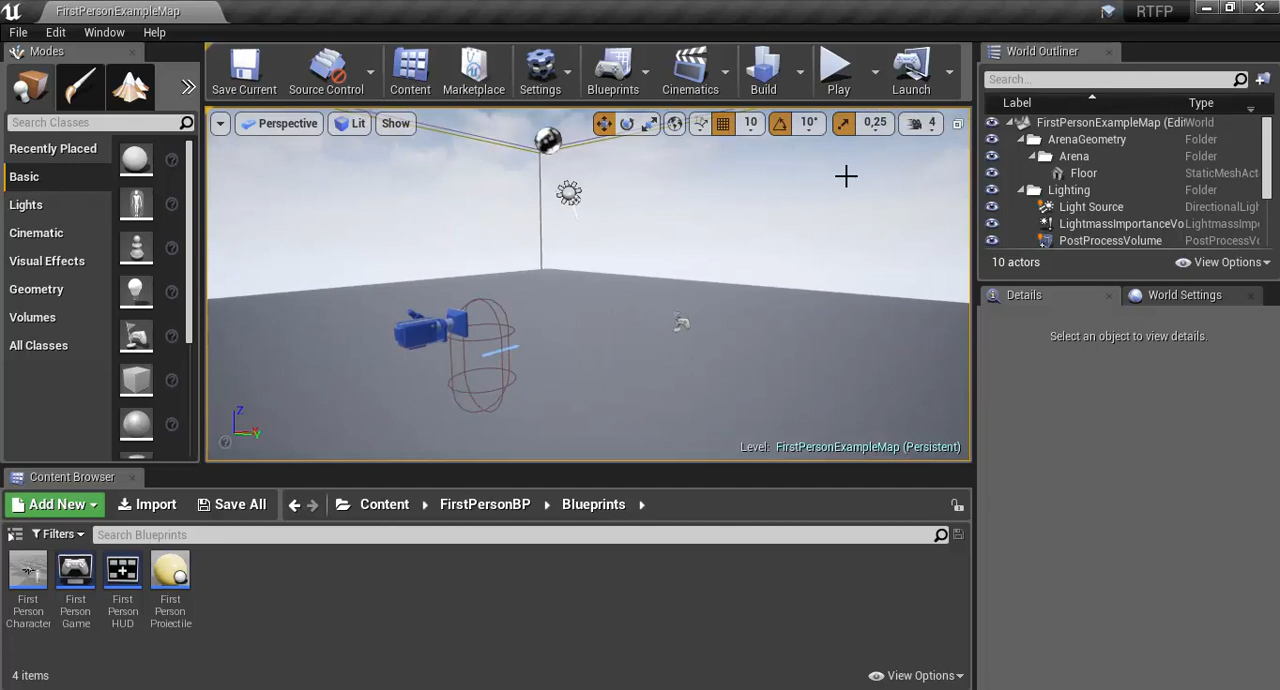 FirstPersonExampleMap
RTFP
File Edit Window Help
Modes
Search Classes
Recently Placed
Basic
Lights
Cinematic
Visual Effects
Geometry
Volumes
All Classes
Save Current
Source Control
Content
Marketplace
Settings
Blueprints
Cinematics
Build
Play
Launch
Perspective
Lit
Show
10
10°
0,25
4
Z
Y
Level: FirstPersonExampleMap (Persistent)
World Outliner
Search...
Label
Type
FirstPersonExampleMap (Edi World
ArenaGeometry Folder
Arena Folder
Floor StaticMeshAct
Lighting Folder
Light Source DirectionalLigh
LightmassImportanceVo LightmassImpo
PostProcessVolume PostProcessVo
10 actors
View Options
Details
World Settings
Select an object to view details.
Content Browser
Add New
Import
Save All
Content
FirstPersonBP
Blueprints
Filters
Search Blueprints
First
Person
Character
First
Person
Game
First
Person
HUD
First
Person
Projectile
4 items
View Options